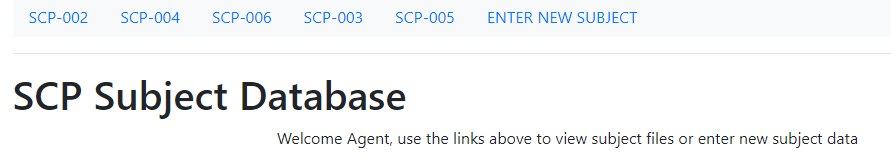 SCP-002 SCP-004 SCP-006 SCP-003 SCP-005 ENTER NEW SUBJECT
SCP Subject Database
Welcome Agent, use the links above to view subject files or enter new subject data